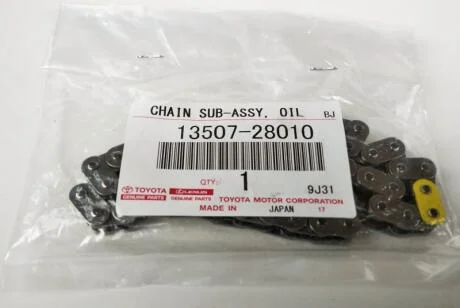 CHAIN SUB-ASSY, OIL BJ
13507-28010
QTY 1 9J31
TOYOTA LEXUS
GENUINE PARTS GENUINE PARTS TOYOTA MOTOR CORPORATION
MADE IN JAPAN 17